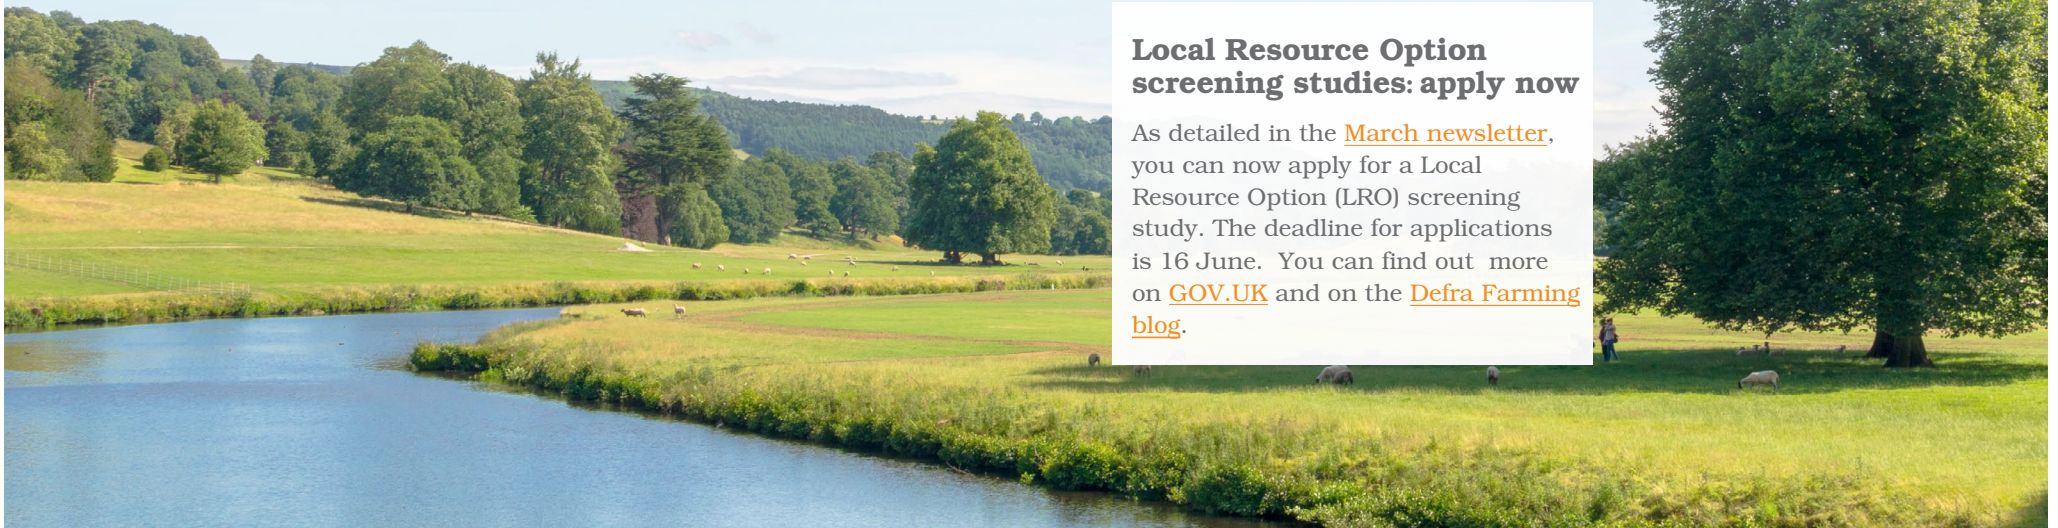 Local Resource Option
screening studies: apply now
As detailed in the March newsletter,
you can now apply for a Local
Resource Option (LRO) screening
study. The deadline for applications
is 16 June.  You can find out  more
on GOV.UK and on the Defra Farming
blog.